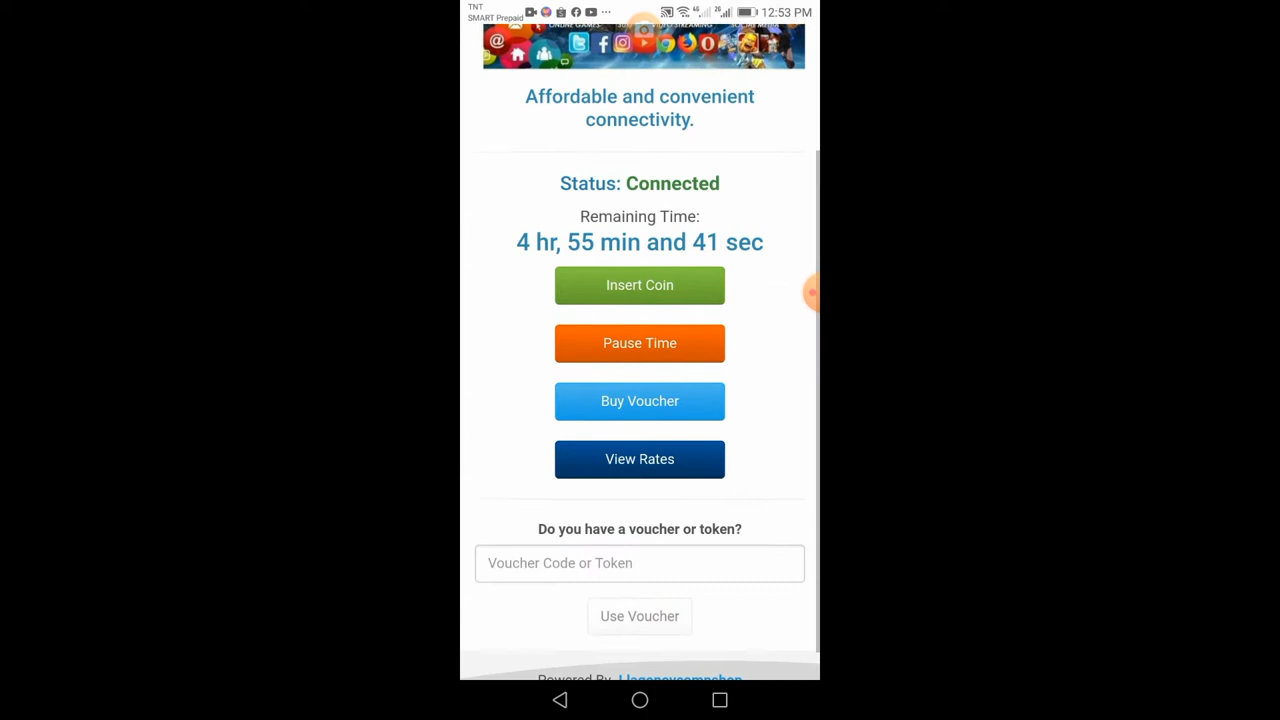 TNT
SMART Prepaid
12:53 PM
Affordable and convenient
connectivity.
Status: Connected
Remaining Time:
4 hr, 55 min and 41 sec
Insert Coin
Pause Time
Buy Voucher
View Rates
Do you have a voucher or token?
Voucher Code or Token
Use Voucher
Powered By